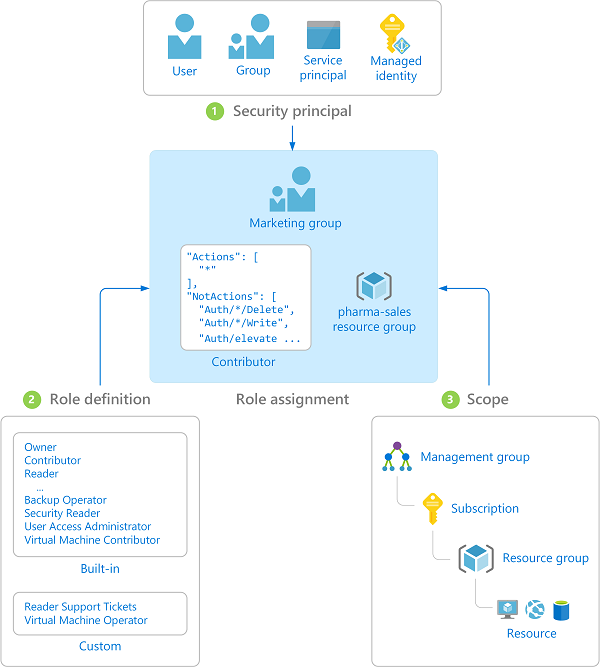 User
Group
Service
principal
Managed
identity
1 Security principal
Marketing group
"Actions": [
"*"
],
"NotActions": [
"Auth/*/Delete",
"Auth/*/Write",
"Auth/elevate ...
Contributor
pharma-sales
resource group
2 Role definition
Role assignment
3 Scope
Owner
Contributor
Reader
...
Backup Operator
Security Reader
User Access Administrator
Virtual Machine Contributor
Built-in
Reader Support Tickets
Virtual Machine Operator
Custom
Management group
Subscription
Resource group
Resource